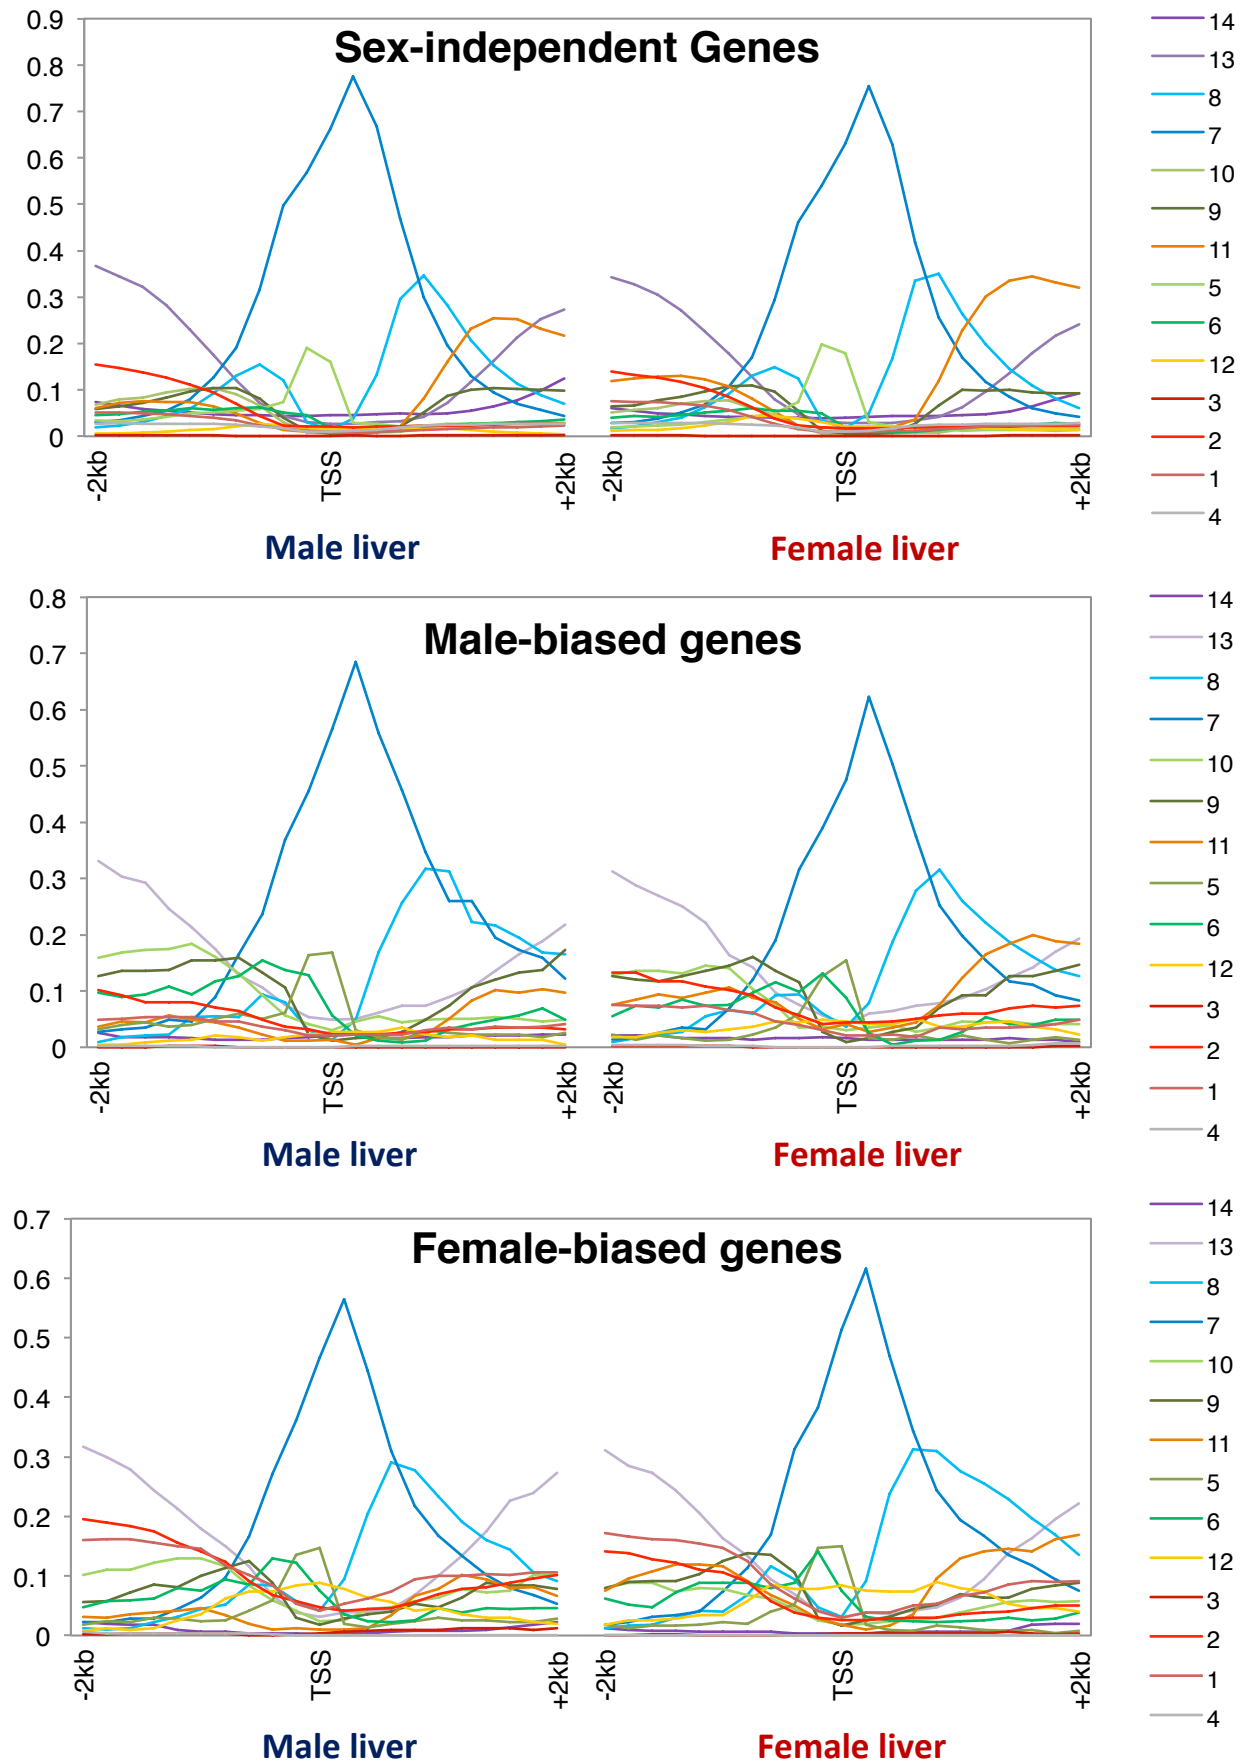 Sex-independent Genes
0.9
0.8
0.7
0.6
0.5
0.4
0.3
0.2
0.1
0
-2kb
TSS
+2kb
-2kb
TSS
+2kb
Male liver
Female liver
14
13
8
7
10
9
11
5
6
12
3
2
1
4
Male-biased genes
0.8
0.7
0.6
0.5
0.4
0.3
0.2
0.1
0
-2kb
TSS
+2kb
-2kb
TSS
+2kb
Male liver
Female liver
14
13
8
7
10
9
11
5
6
12
3
2
1
4
Female-biased genes
0.7
0.6
0.5
0.4
0.3
0.2
0.1
0
-2kb
TSS
+2kb
-2kb
TSS
+2kb
Male liver
Female liver
14
13
8
7
10
9
11
5
6
12
3
2
1
4